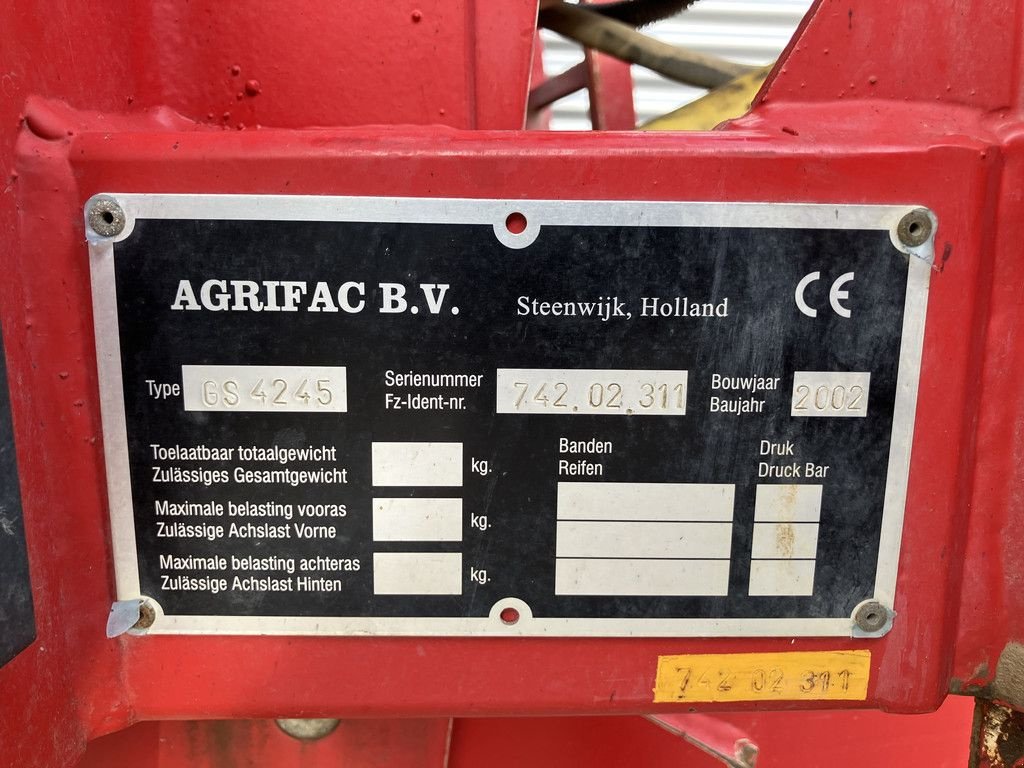 AGRIFAC B.V. Steenwijk, Holland CE
Type GS 4245
Serienummer
Fz-Ident-nr. 742.02.311
Bouwjaar
Baujahr 2002
Toelaatbaar totaalgewicht
Zulässiges Gesamtgewicht kg.
Maximale belasting vooras
Zulässige Achslast Vorne kg.
Maximale belasting achteras
Zulässige Achslast Hinten kg.
Banden
Reifen
Druk
Druck Bar
742 02 311